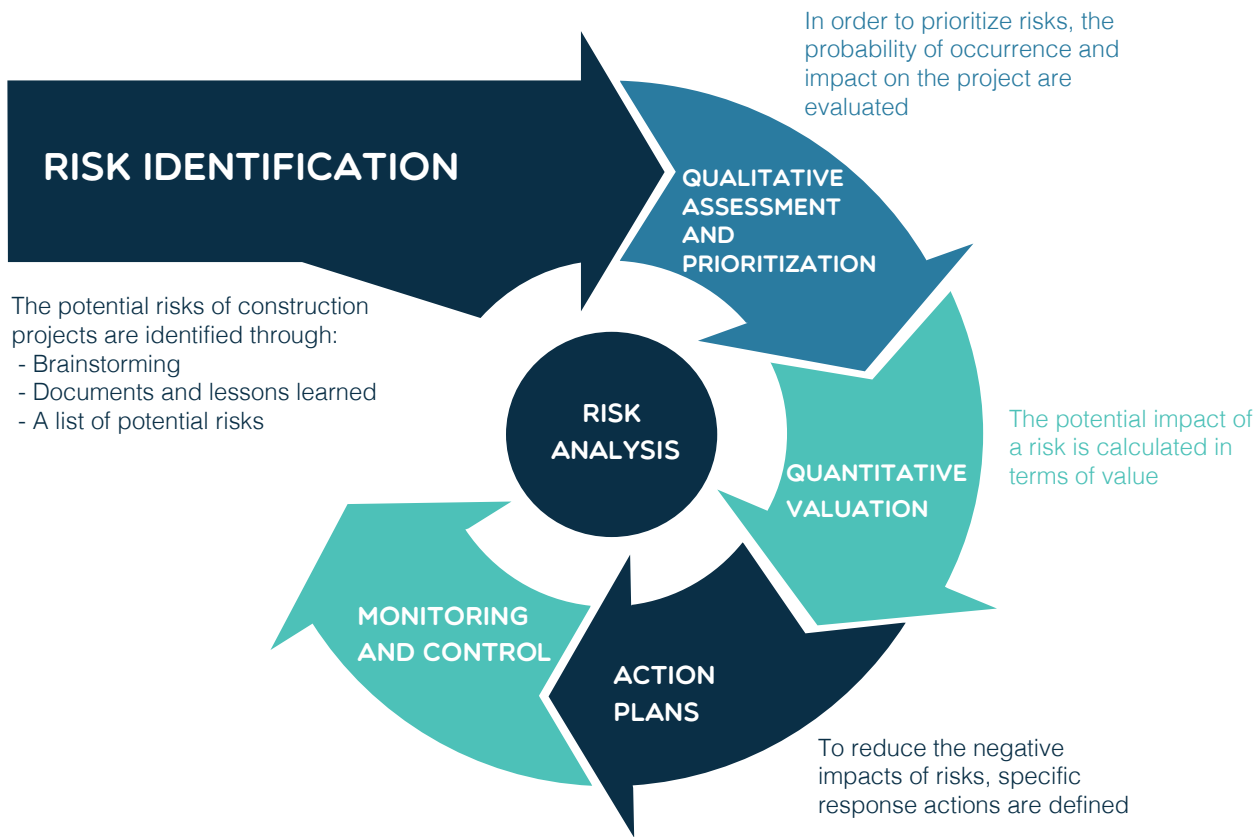 In order to prioritize risks, the
probability of occurrence and
impact on the project are
evaluated
RISK IDENTIFICATION
QUALITATIVE
ASSESSMENT
AND
PRIORITIZATION
The potential risks of construction
projects are identified through:
- Brainstorming
- Documents and lessons learned
- A list of potential risks
RISK
ANALYSIS
The potential impact of
a risk is calculated in
terms of value
QUANTITATIVE
VALUATION
MONITORING
AND CONTROL
ACTION
PLANS
To reduce the negative
impacts of risks, specific
response actions are defined